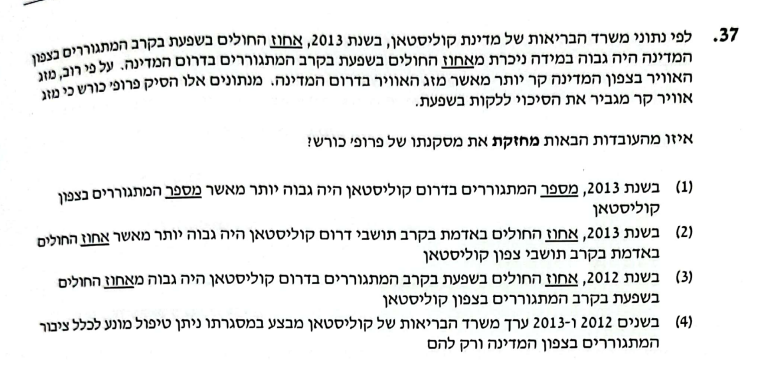 37. לפי נתוני משרד הבריאות של מדינת קוליסטאן, בשנת 2013, אחוז החולים בשפעת בקרב המתגוררים בצפון
המדינה היה גבוה במידה ניכרת מאחוז החולים בשפעת בקרב המתגוררים בדרום המדינה. על פי רוב, מזג
האוויר בצפון המדינה קר יותר מאשר מזג האוויר בדרום המדינה. מנתונים אלו הסיק פרופ' כורש כי מזג
אוויר קר מגביר את הסיכוי ללקות בשפעת.
איזו מהעובדות הבאות מחזקת את מסקנתו של פרופ' כורש?
(1) בשנת 2013, מספר המתגוררים בדרום קוליסטאן היה גבוה יותר מאשר מספר המתגוררים בצפון
קוליסטאן
(2) בשנת 2013, אחוז החולים באדמת בקרב תושבי דרום קוליסטאן היה גבוה יותר מאשר אחוז החולים
באדמת בקרב תושבי צפון קוליסטאן
(3) בשנת 2012, אחוז החולים בשפעת בקרב המתגוררים בדרום קוליסטאן היה גבוה מאחוז החולים
בשפעת בקרב המתגוררים בצפון קוליסטאן
(4) בשנים 2012 ו-2013 ערך משרד הבריאות של קוליסטאן מבצע במסגרתו ניתן טיפול מונע לכלל ציבור
המתגוררים בצפון המדינה ורק להם